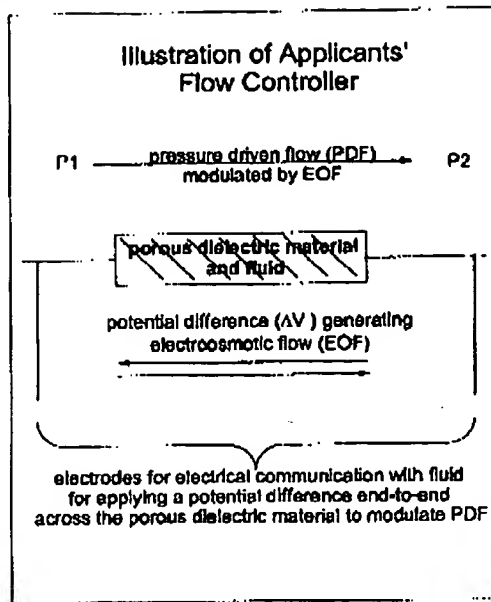 Illustration of Applicants'
Flow Controller
P1 pressure driven flow (PDF) P2
modulated by EOF
porous dielectric material
and fluid
potential difference (ΔV) generating
electroosmotic flow (EOF)
electrodes for electrical communication with fluid
for applying a potential difference end-to-end
across the porous dielectric material to modulate PDF